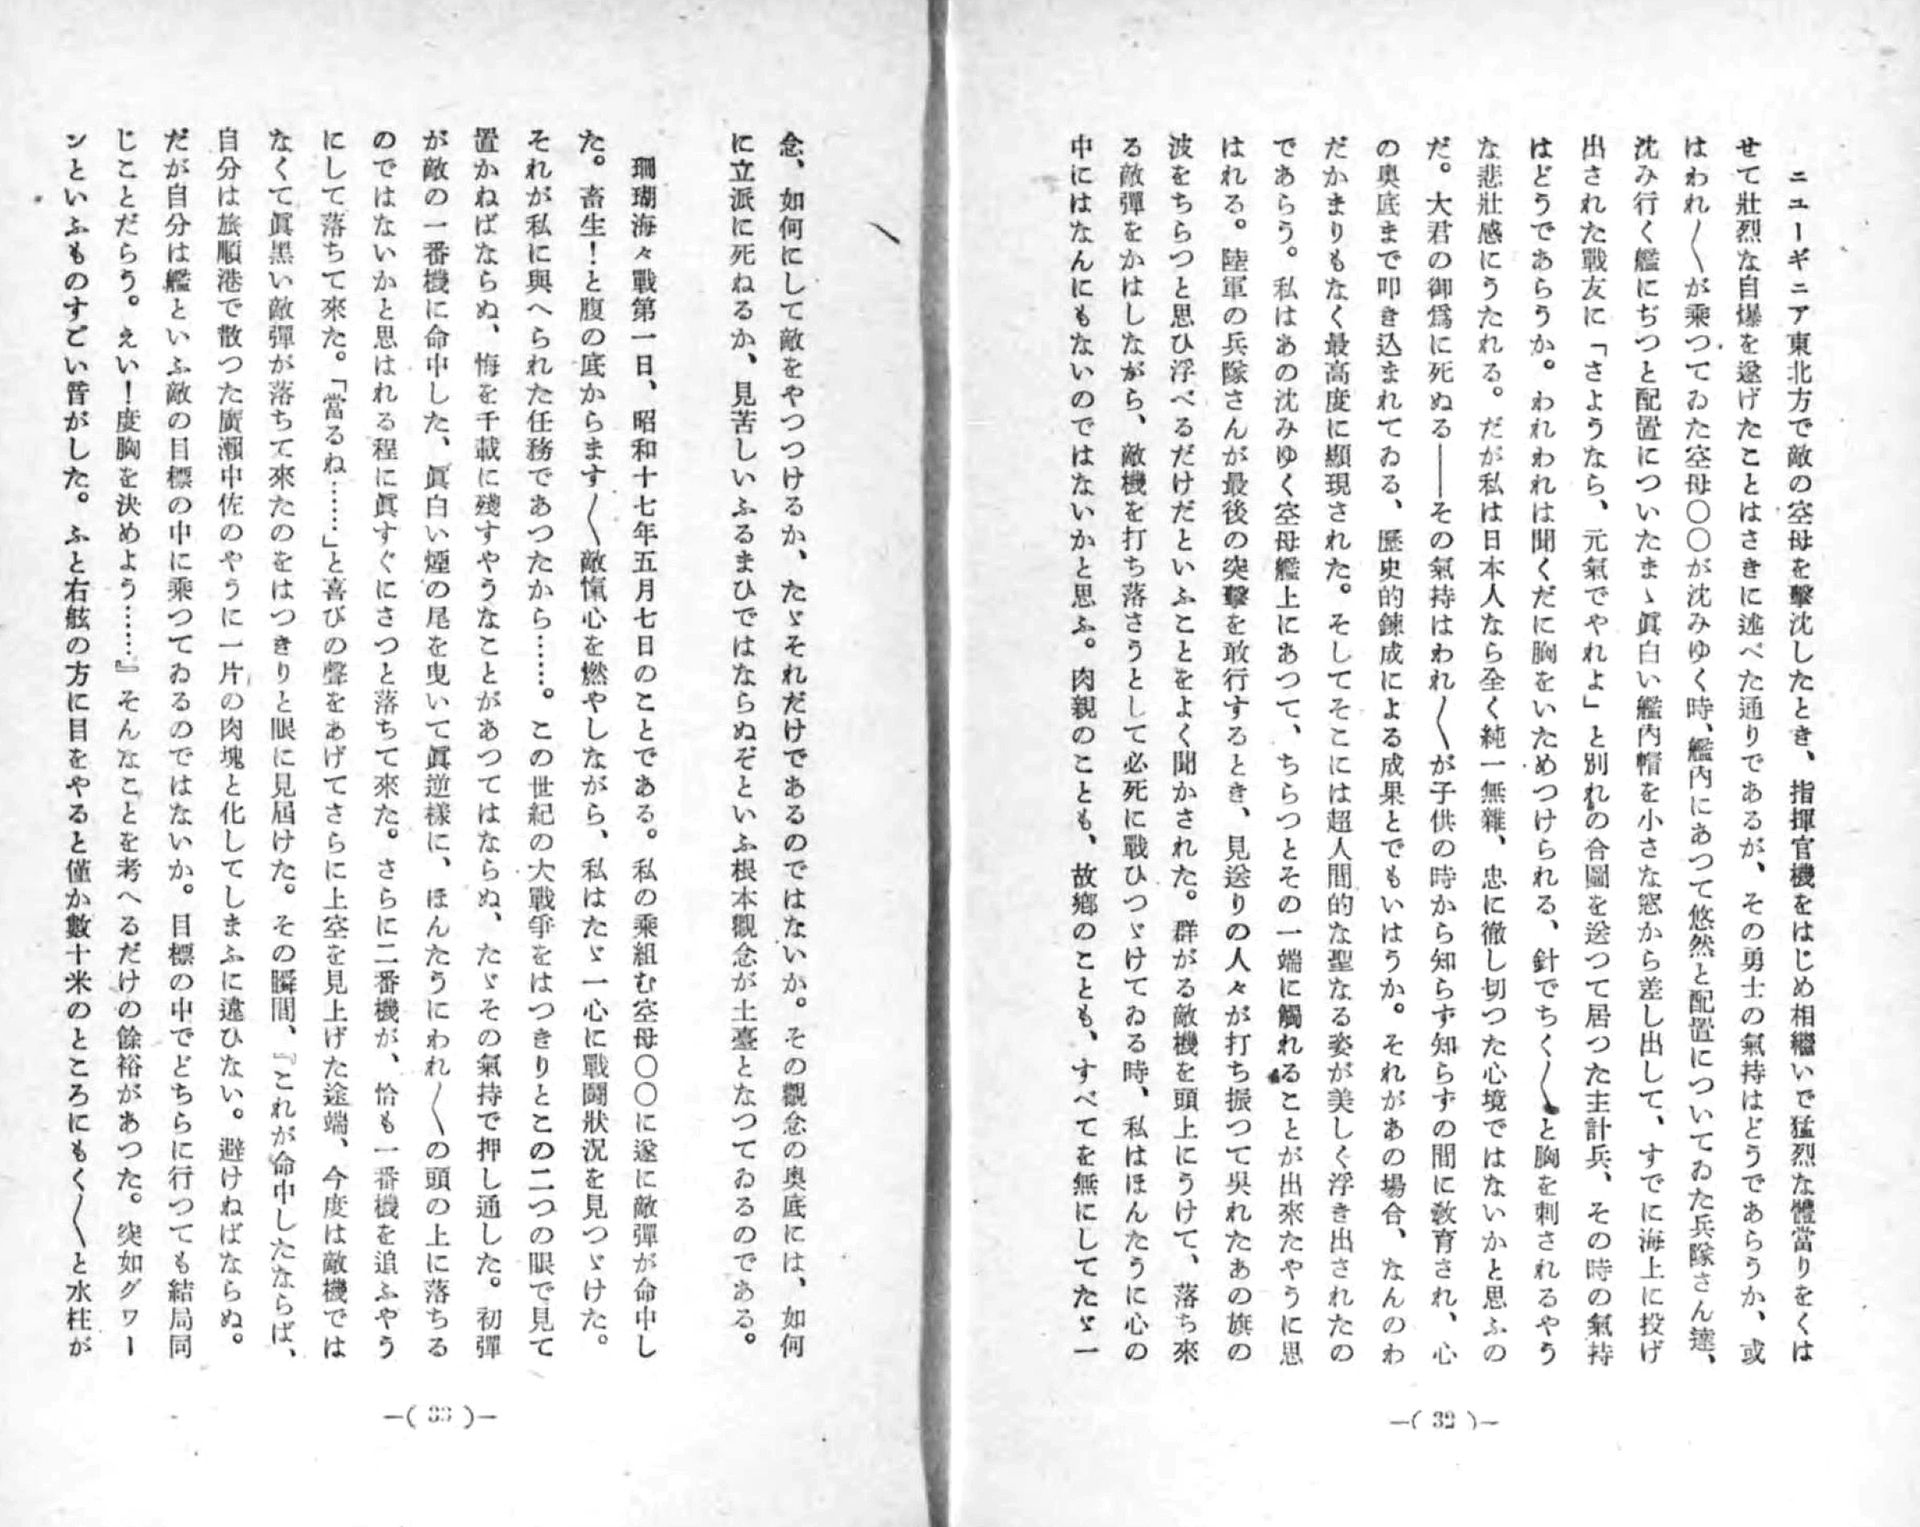 ニューギニア東北方で敵の空母を擊沈したとき、指揮官機をはじめ相繼いで猛烈な體當りをくは
せて壯烈な自爆を遂げたことはさきに述べた通りであるが、その勇士の氣持はどうであらうか、或
はわれ〳〵が乘つてゐた空母〇〇が沈みゆく時、艦內にあつて悠然と配置についてゐた兵隊さん達、
沈み行く艦にぢつと配置についたまゝ眞白い艦內帽を小さな窓から差し出して、すでに海上に投げ
出された戰友に「さようなら、元氣でやれよ」と別れの合圖を送つて居つた主計兵、その時の氣持
はどうであらうか。われわれは聞くだに胸をいためつけられる、針でちく〳〵と胸を刺されるやう
な悲壯感にうたれる。だが私は日本人なら全く純一無雜、忠に徹し切つた心境ではないかと思ふの
だ。大君の御爲に死ぬる――その氣持はわれ〳〵が子供の時から知らず知らずの間に敎育され、心
の奥底まで叩き込まれてゐる、歷史的鍊成による成果とでもいはうか。それがあの場合、なんのわ
だかまりもなく最高度に顯現された。そしてそこには超人間的な聖なる姿が美しく浮き出されたの
であらう。私はあの沈みゆく空母艦上にあつて、ちらつとその一端に觸れることが出來たやうに思
はれる。陸軍の兵隊さんが最後の突擊を敢行するとき、見送りの人々が打ち振つて吳れたあの旗の
波をちらつと思ひ浮べるだけだといふことをよく聞かされた。群がる敵機を頭上にうけて、落ち來
る敵彈をかはしながら、敵機を打ち落さうとして必死に戰ひつゞけてゐる時、私はほんたうに心の
中にはなんにもないのではないかと思ふ。肉親のことも、故鄕のことも、すべてを無にしてたゞ一
―( 32 )―
念、如何にして敵をやつつけるか、たゞそれだけであるのではないか。その觀念の奥底には、如何
に立派に死ねるか、見苦しいふるまひではならぬぞといふ根本觀念が土臺となつてゐるのである。
珊瑚海々戰第一日、昭和十七年五月七日のことである。私の乘組む空母〇〇に遂に敵彈が命中し
た。畜生！と腹の底からます〳〵敵愾心を燃やしながら、私はたゞ一心に戰鬪狀況を見つゞけた。
それが私に與へられた任務であつたから……。この世紀の大戰爭をはつきりとこの二つの眼で見て
置かねばならぬ、悔を千載に殘すやうなことがあつてはならぬ、たゞその氣持で押し通した。初彈
が敵の一番機に命中した、眞白い煙の尾を曳いて眞逆樣に、ほんたうにわれ〳〵の頭の上に落ちる
のではないかと思はれる程に眞すぐにさつと落ちて來た。さらに二番機が、恰も一番機を追ふやう
にして落ちて來た。「當るね……」と喜びの聲をあげてさらに上空を見上げた途端、今度は敵機では
なくて眞黑い敵彈が落ちて來たのをはつきりと眼に見屆けた。その瞬間、『これが命中したならば、
自分は旅順港で散つた廣瀨中佐のやうに一片の肉塊と化してしまふに違ひない。避けねばならぬ。
だが自分は艦といふ敵の目標の中に乘つてゐるのではないか。目標の中でどちらに行つても結局同
じことだらう。えい！度胸を決めよう……』そんなことを考へるだけの餘裕があつた。突如グワー
ンといふものすごい音がした。ふと右舷の方に目をやると僅か數十米のところにもく〳〵と水柱が
―( 33 )―